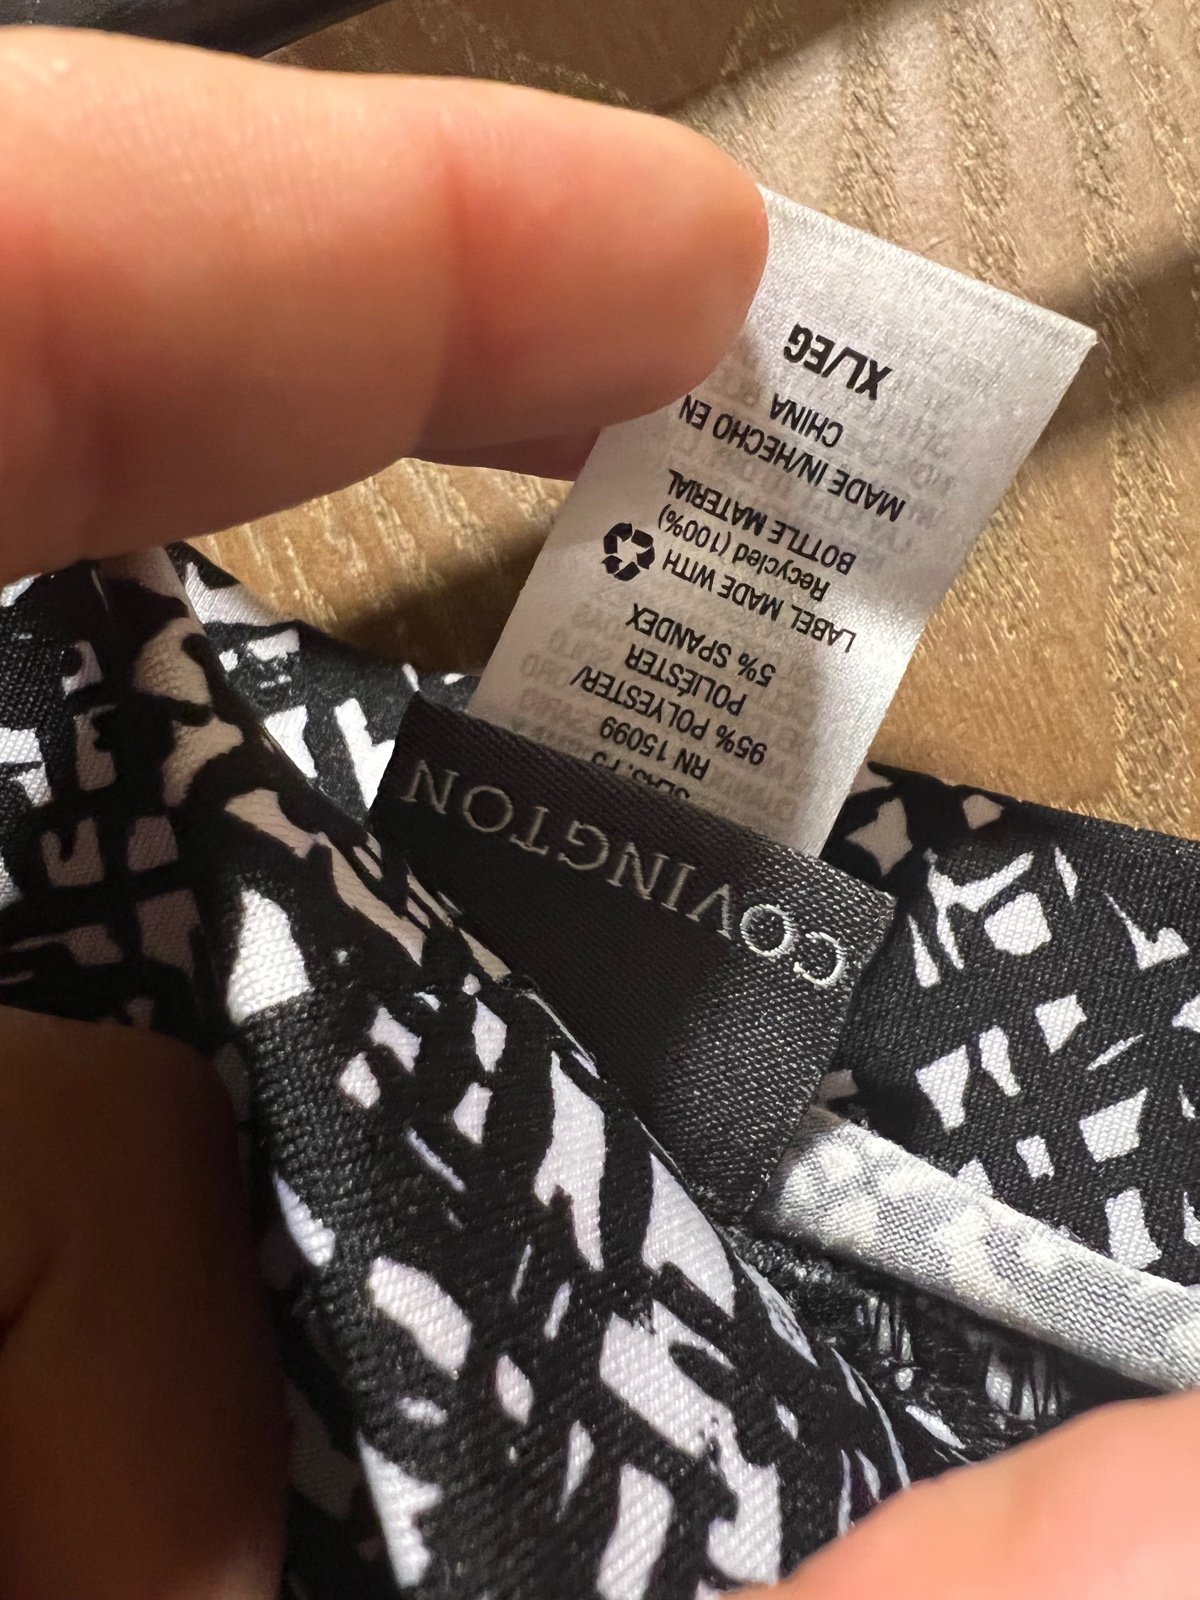 COVINGTON
RN 15099
95% POLYESTER/
POLIÉSTER
5% SPANDEX
LABEL MADE WITH
Recycled (100%)
BOTTLE MATERIAL
MADE IN/HECHO EN
CHINA
XL/EG